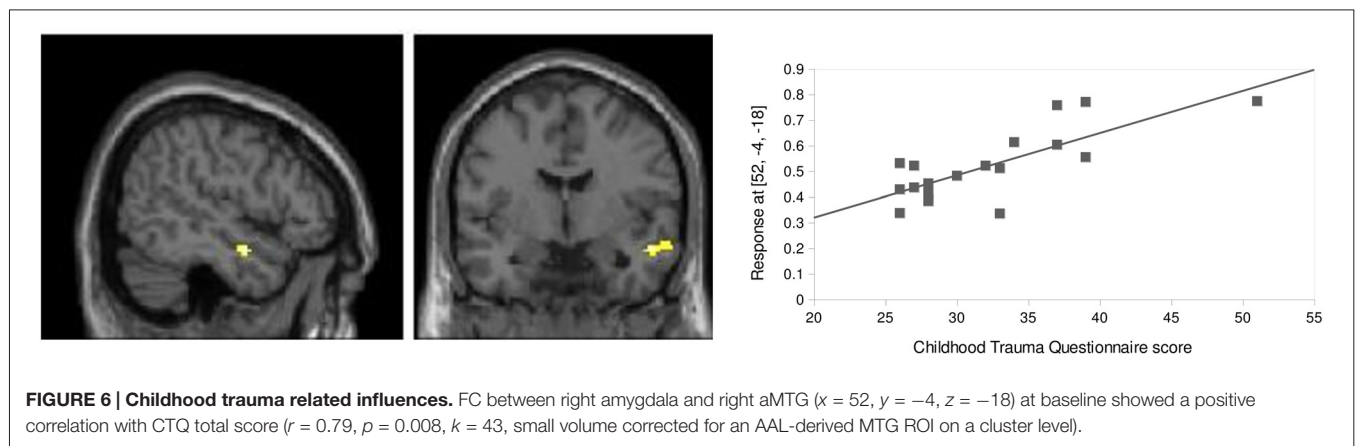 0.9
0.8
0.7
0.6
0.5
0.4
0.3
0.2
0.1
0
Response at [52, -4, -18]
20 25 30 35 40 45 50 55
Childhood Trauma Questionnaire score
FIGURE 6 | Childhood trauma related influences. FC between right amygdala and right aMTG (x = 52, y = −4, z = −18) at baseline showed a positive
correlation with CTQ total score (r = 0.79, p = 0.008, k = 43, small volume corrected for an AAL-derived MTG ROI on a cluster level).